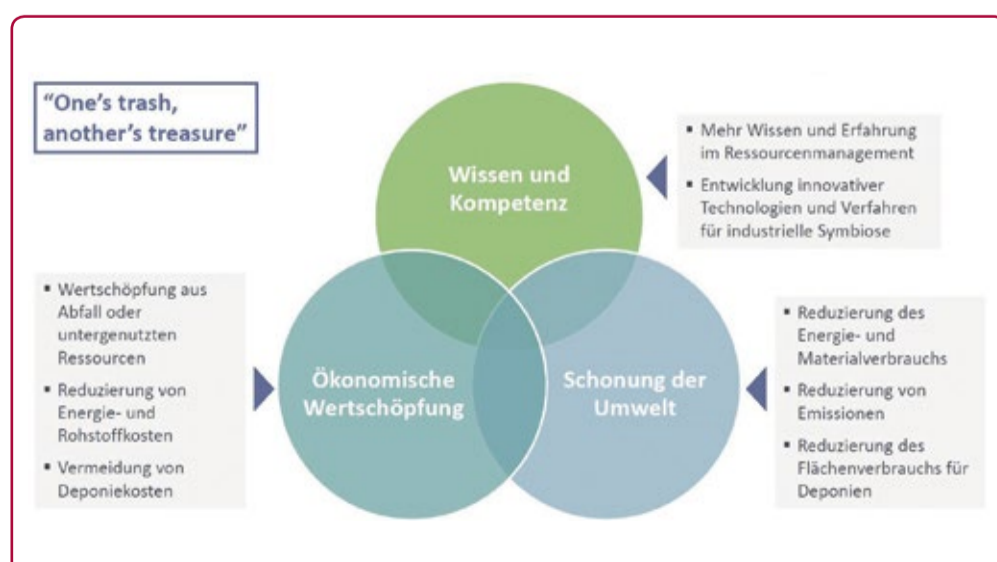 “One’s trash,
another’s treasure”
Wissen und
Kompetenz
▪ Mehr Wissen und Erfahrung
im Ressourcenmanagement
▪ Entwicklung innovativer
Technologien und Verfahren
für industrielle Symbiose
▪ Wertschöpfung aus
Abfall oder
untergenutzten
Ressourcen
▪ Reduzierung von
Energie- und
Rohstoffkosten
▪ Vermeidung von
Deponiekosten
Ökonomische
Wertschöpfung
Schonung der
Umwelt
▪ Reduzierung des
Energie- und
Materialverbrauchs
▪ Reduzierung von
Emissionen
▪ Reduzierung des
Flächenverbrauchs für
Deponien